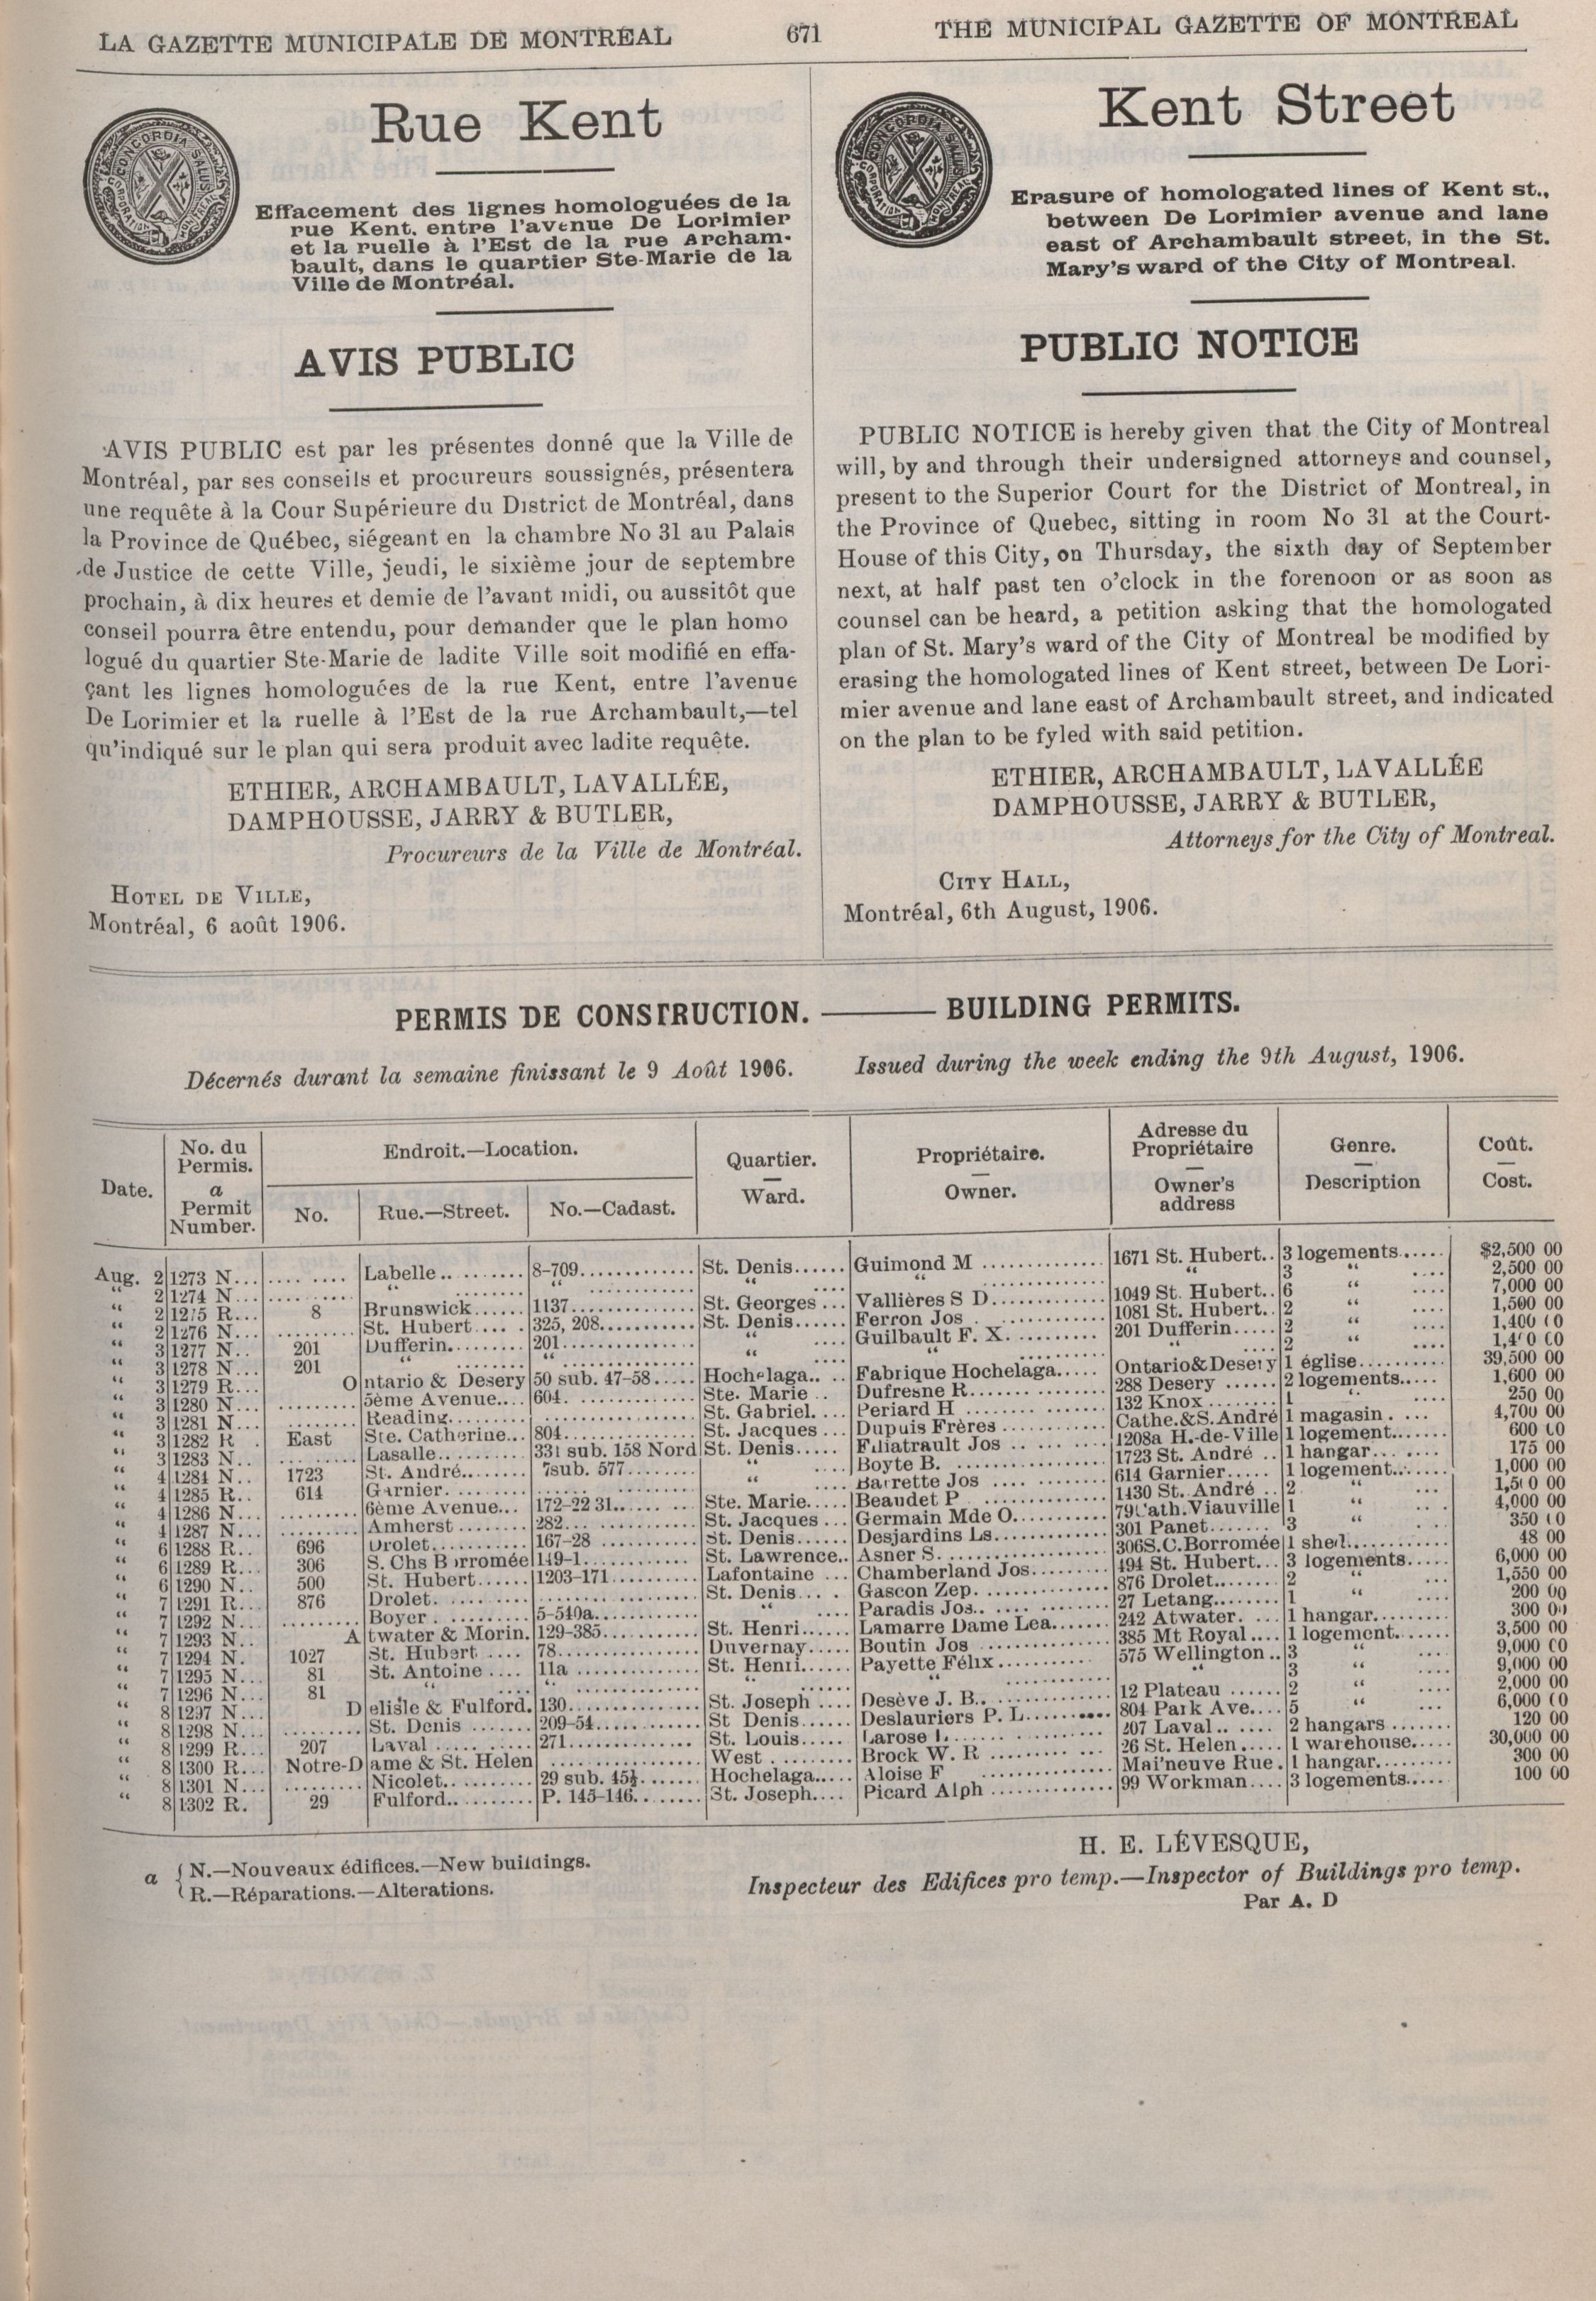 LA GAZETTE MUNICIPALE DE MONTRÉAL 671 THE MUNICIPAL GAZETTE OF MONTREAL
CONCORDIA SALUS
Rue Kent
Effacement des lignes homologuées de la
rue Kent, entre l'avenue De Lorimier
et la ruelle à l'Est de la rue Archam-
bault, dans le quartier Ste-Marie de la
Ville de Montréal.
AVIS PUBLIC
AVIS PUBLIC est par les présentes donné que la Ville de
Montréal, par ses conseils et procureurs soussignés, présentera
une requête à la Cour Supérieure du District de Montréal, dans
la Province de Québec, siégeant en la chambre No 31 au Palais
de Justice de cette Ville, jeudi, le sixième jour de septembre
prochain, à dix heures et demie de l'avant midi, ou aussitôt que
conseil pourra être entendu, pour demander que le plan homo
logué du quartier Ste-Marie de ladite Ville soit modifié en effa-
çant les lignes homologuées de la rue Kent, entre l'avenue
De Lorimier et la ruelle à l'Est de la rue Archambault,—tel
qu'indiqué sur le plan qui sera produit avec ladite requête.
ETHIER, ARCHAMBAULT, LAVALLÉE,
DAMPHOUSSE, JARRY & BUTLER,
Procureurs de la Ville de Montréal.
HOTEL DE VILLE,
Montréal, 6 août 1906.
CONCORDIA SALUS
Kent Street
Erasure of homologated lines of Kent st.,
between De Lorimier avenue and lane
east of Archambault street, in the St.
Mary's ward of the City of Montreal.
PUBLIC NOTICE
PUBLIC NOTICE is hereby given that the City of Montreal
will, by and through their undersigned attorneys and counsel,
present to the Superior Court for the District of Montreal, in
the Province of Quebec, sitting in room No 31 at the Court-
House of this City, on Thursday, the sixth day of September
next, at half past ten o'clock in the forenoon or as soon as
counsel can be heard, a petition asking that the homologated
plan of St. Mary's ward of the City of Montreal be modified by
erasing the homologated lines of Kent street, between De Lori-
mier avenue and lane east of Archambault street, and indicated
on the plan to be fyled with said petition.
ETHIER, ARCHAMBAULT, LAVALLÉE
DAMPHOUSSE, JARRY & BUTLER,
Attorneys for the City of Montreal.
CITY HALL,
Montréal, 6th August, 1906.
PERMIS DE CONSTRUCTION. —— BUILDING PERMITS.
Décernés durant la semaine finissant le 9 Août 1906. Issued during the week ending the 9th August, 1906.
Date. No. du Permis. a Permit Number. Endroit.—Location. No. Rue.—Street. No.—Cadast. Quartier. — Ward. Propriétaire. — Owner. Adresse du Propriétaire — Owner's address Genre. — Description Coût. — Cost.
Aug. 2 1273 N... Labelle.. 8-709 St. Denis Guimond M 1671 St. Hubert.. 3 logements $2,500 00
" 2 1274 N... " " " " " 3 " 2,500 00
" 2 1275 R... 8 Brunswick 1137 St. Georges Vallières S D 1049 St. Hubert.. 6 " 7,000 00
" 2 1276 N... St. Hubert 325, 208 St. Denis Ferron Jos 1081 St. Hubert.. 2 " 1,500 00
" 3 1277 N.. 201 Dufferin 201 " Guilbault F. X. 201 Dufferin 2 " 1,400 00
" 3 1278 N... 201 " " " " " 2 " 1,400 00
" 3 1279 R... Ontario & Desery 50 sub. 47-58 Hochelaga.. Fabrique Hochelaga Ontario&Desery 1 église 39,500 00
" 3 1280 N... 5ème Avenue 604. Ste. Marie Dufresne R 288 Desery 2 logements 1,600 00
" 3 1281 N... Reading St. Gabriel. Periard H 132 Knox 1 " 250 00
" 3 1282 R East Ste. Catherine 804 St. Jacques Dupuis Frères Cathe.&S.André 1 magasin 4,700 00
" 3 1283 N.. Lasalle 331 sub. 158 Nord St. Denis Filiatrault Jos 1208a H.-de-Ville 1 logement 600 00
" 4 1284 N.. 1723 St. André 7sub. 577 " Boyte B. 1723 St. André 1 hangar 175 00
" 4 1285 R.. 614 Garnier " Barrette Jos 614 Garnier 1 logement 1,000 00
" 4 1286 N... 6ème Avenue 172-22 31 Ste. Marie Beaudet P 1430 St. André 2 " 1,500 00
" 4 1287 N... Amherst 282 St. Jacques Germain Mde O 79 Cath.Viauville 1 " 4,000 00
" 6 1288 R... 696 Drolet 167-28 St. Denis Desjardins Ls 301 Panet 3 " 350 00
" 6 1289 R... 306 S. Chs Borromée 149-1 St. Lawrence.. Asner S. 306S.C.Borromée 1 shed 48 00
" 6 1290 N... 500 St. Hubert 1203-171 Lafontaine Chamberland Jos 494 St. Hubert 3 logements 6,000 00
" 7 1291 R... 876 Drolet St. Denis Gascon Zep. 876 Drolet 2 " 1,550 00
" 7 1292 N... Boyer 5-540a " Paradis Jos.. 27 Letang 1 " 200 00
" 7 1293 N.. Atwater & Morin. 129-385 St. Henri Lamarre Dame Lea 242 Atwater. 1 hangar 300 00
" 7 1294 N. 1027 St. Hubert 78 Duvernay Boutin Jos 385 Mt Royal 1 logement 3,500 00
" 7 1295 N... 81 St. Antoine 11a St. Henri Payette Félix 575 Wellington 3 " 9,000 00
" 7 1296 N... 81 " " " " " 3 " 9,000 00
" 8 1297 N... Delisle & Fulford. 130 St. Joseph Desève J. B.. 12 Plateau 2 " 2,000 00
" 8 1298 N... St. Denis 209-54 St Denis Deslauriers P. L 804 Park Ave 5 " 6,000 00
" 8 1299 R... 207 Laval 271 St. Louis Larose L. 207 Laval 2 hangars 120 00
" 8 1300 R... Notre-Dame & St. Helen West Brock W. R 26 St. Helen 1 warehouse 30,000 00
" 8 1301 N... Nicolet 29 sub. 45½ Hochelaga Aloise F Mai'neuve Rue 1 hangar 300 00
" 8 1302 R. 29 Fulford P. 145-146 St. Joseph Picard Alph 99 Workman 3 logements 100 00
a { N.—Nouveaux édifices.—New buildings.
R.—Réparations.—Alterations.
H. E. LÉVESQUE,
Inspecteur des Edifices pro temp.—Inspector of Buildings pro temp.
Par A. D